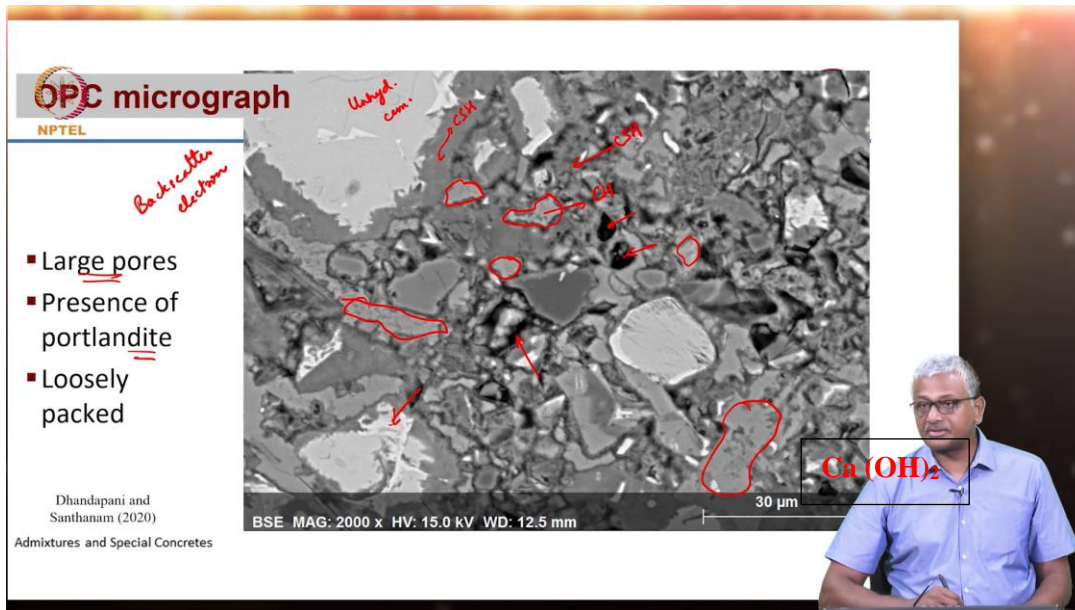 OPC micrograph
NPTEL
Backscatter
electron
Large pores
Presence of
portlandite
Loosely
packed
Dhandapani and
Santhanam (2020)
Admixtures and Special Concretes
Unhyd.
cem.
CSH
CSH
CH
BSE MAG: 2000 x HV: 15.0 kV WD: 12.5 mm
30 µm
Ca (OH)2